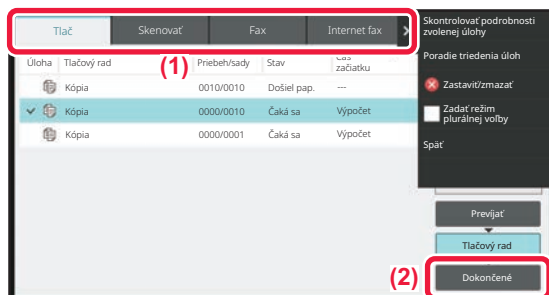 Tlač
Skenovať
Fax
Internet fax
(1)
Úloha Tlačový rad Priebeh/sady Stav Čas začiatku
Kópia 0010/0010 Došiel pap. ---
Kópia 0000/0010 Čaká sa Výpočet
Kópia 0000/0001 Čaká sa Výpočet
Skontrolovať podrobnosti
zvolenej úlohy
Poradie triedenia úloh
Zastaviť/zmazať
Zadať režim
plurálnej voľby
Späť
Prevíjať
Tlačový rad
(2)
Dokončené